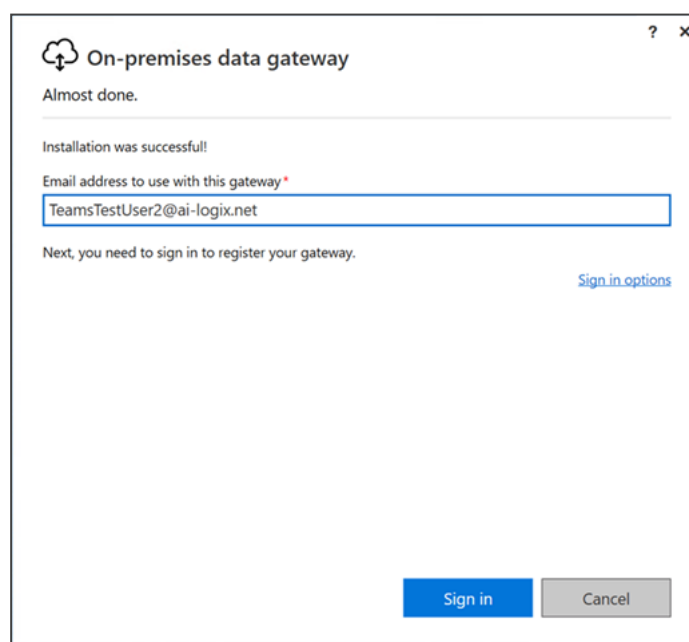 ? ×
On-premises data gateway
Almost done.
Installation was successful!
Email address to use with this gateway*
TeamsTestUser2@ai-logix.net
Next, you need to sign in to register your gateway.
Sign in options
Sign in Cancel